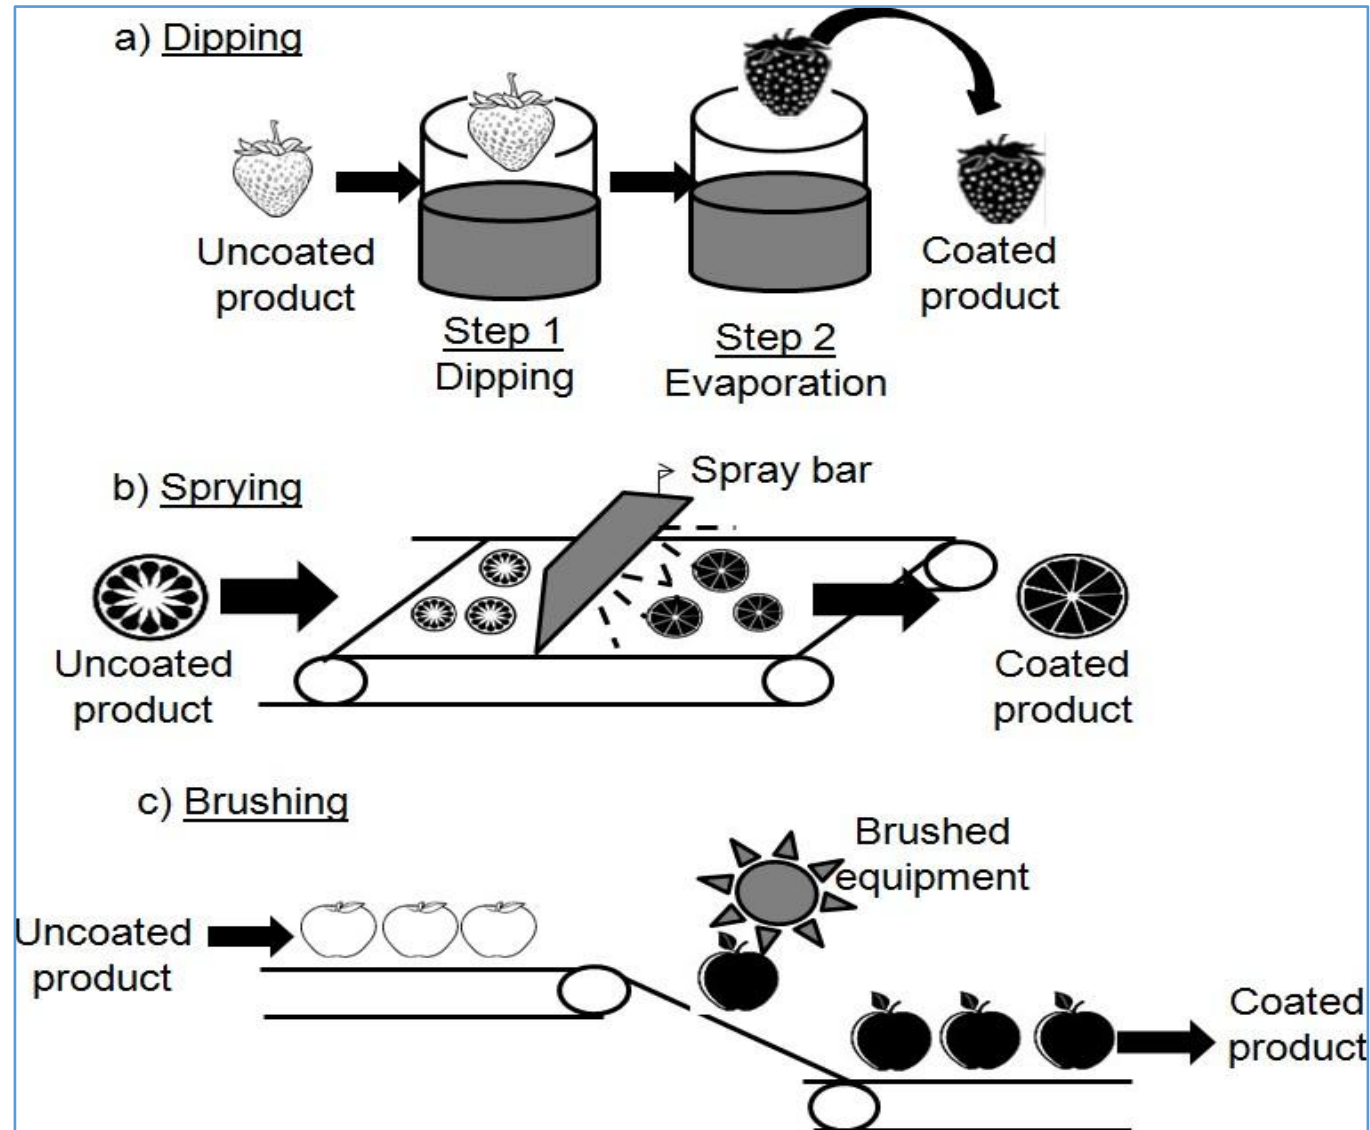 a) Dipping
Uncoated
product
Step 1
Dipping
Step 2
Evaporation
Coated
product
b) Sprying
Spray bar
Uncoated
product
Coated
product
c) Brushing
Brushed
equipment
Uncoated
product
Coated
product